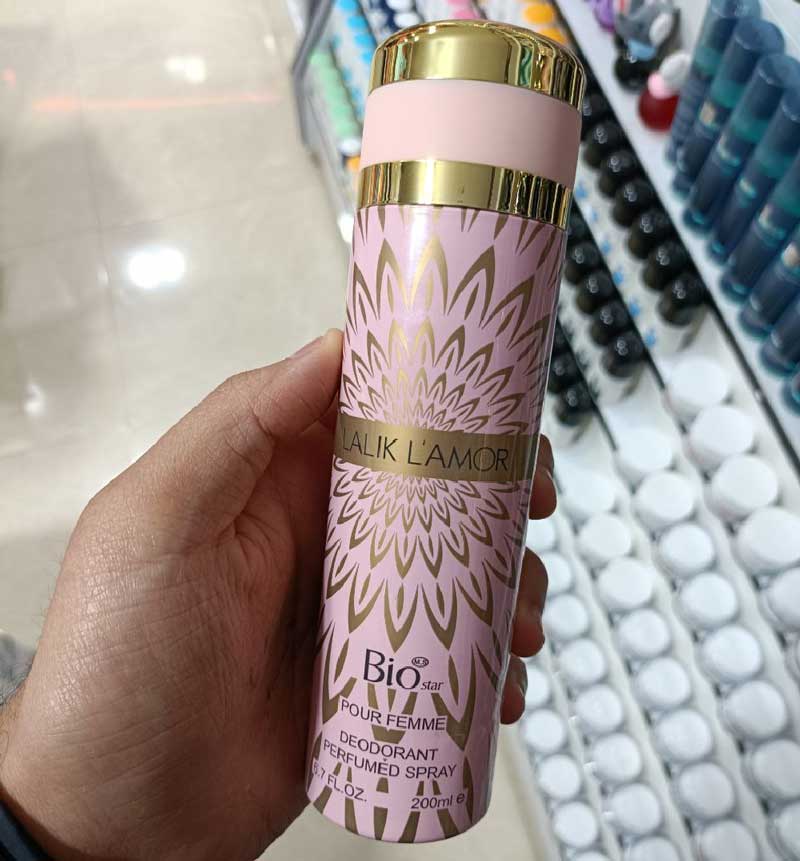 LALIK L'AMOR
Bio M.S
star
POUR FEMME
DEODORANT
PERFUMED SPRAY
6.7 FL.OZ. 200ml e